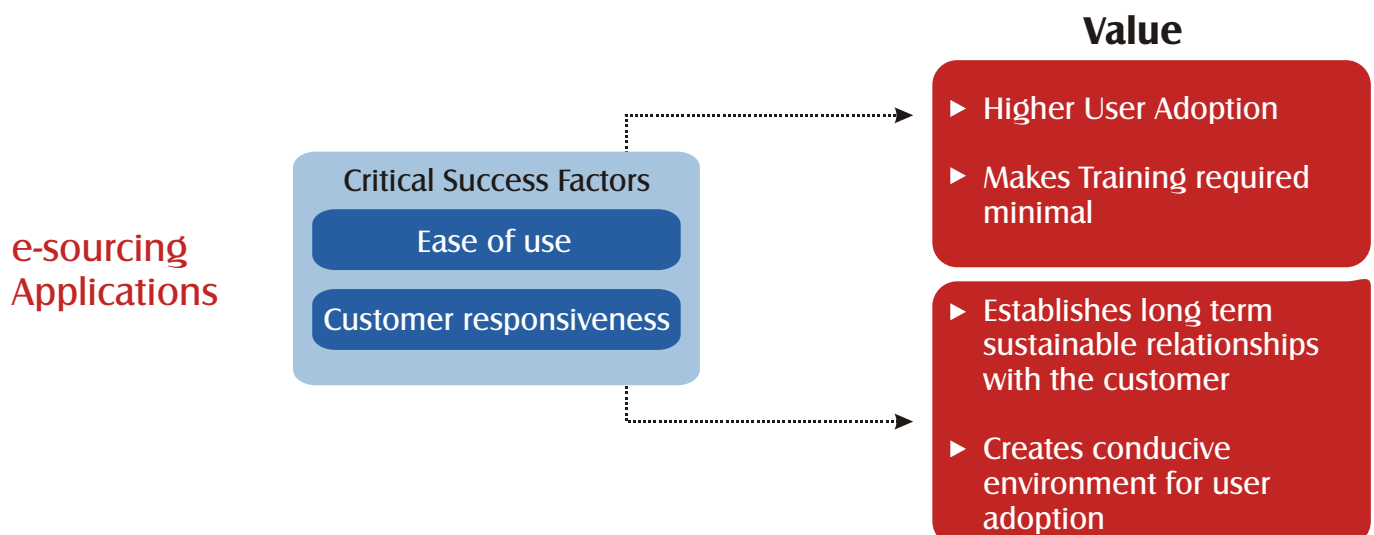 Value
e-sourcing
Applications
Critical Success Factors
Ease of use
Customer responsiveness
Higher User Adoption
Makes Training required
minimal
Establishes long term
sustainable relationships
with the customer
Creates conducive
environment for user
adoption